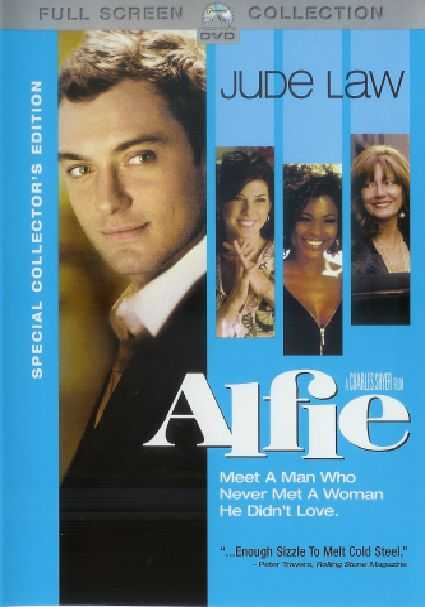 FULL SCREEN COLLECTION
DVD
SPECIAL COLLECTOR'S EDITION
JUDE LAW
A CHARLES SHYER FILM
Alfie
Meet A Man Who
Never Met A Woman
He Didn't Love.
"...Enough Sizzle To Melt Cold Steel."
– Peter Travers, Rolling Stone Magazine